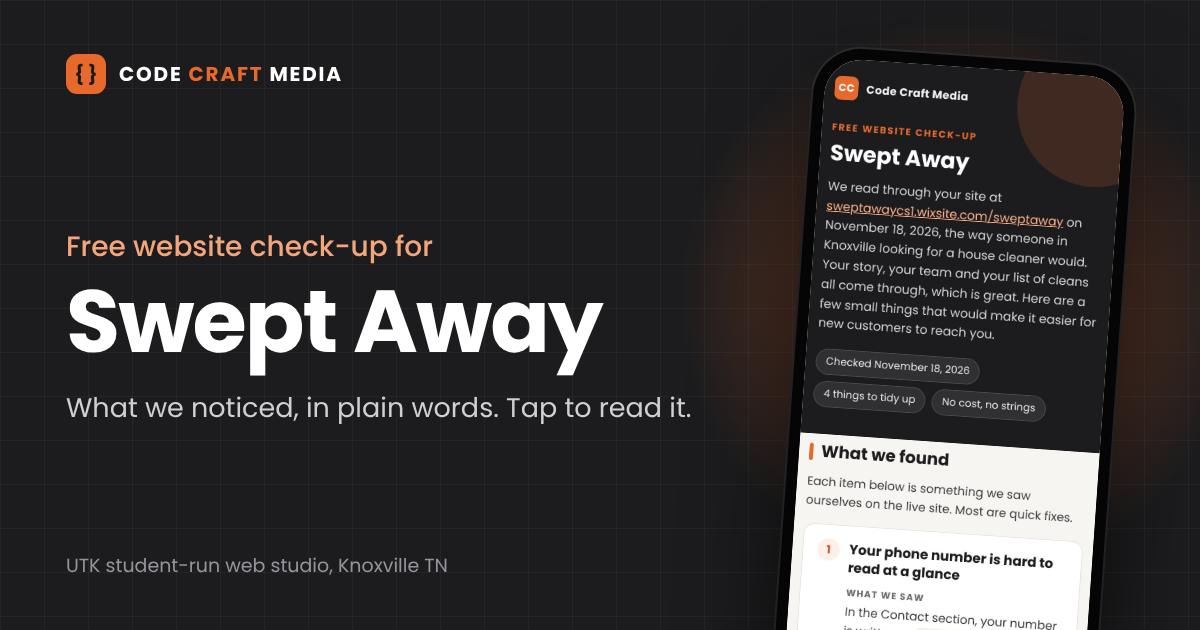 { } CODE CRAFT MEDIA
Free website check-up for
Swept Away
What we noticed, in plain words. Tap to read it.
UTK student-run web studio, Knoxville TN
CC Code Craft Media
FREE WEBSITE CHECK-UP
Swept Away
We read through your site at
sweptawaycs1.wixsite.com/sweptaway on
November 18, 2026, the way someone in
Knoxville looking for a house cleaner would.
Your story, your team and your list of cleans
all come through, which is great. Here are a
few small things that would make it easier for
new customers to reach you.
Checked November 18, 2026
4 things to tidy up
No cost, no strings
What we found
Each item below is something we saw
ourselves on the live site. Most are quick fixes.
1 Your phone number is hard to
read at a glance
WHAT WE SAW
In the Contact section, your number